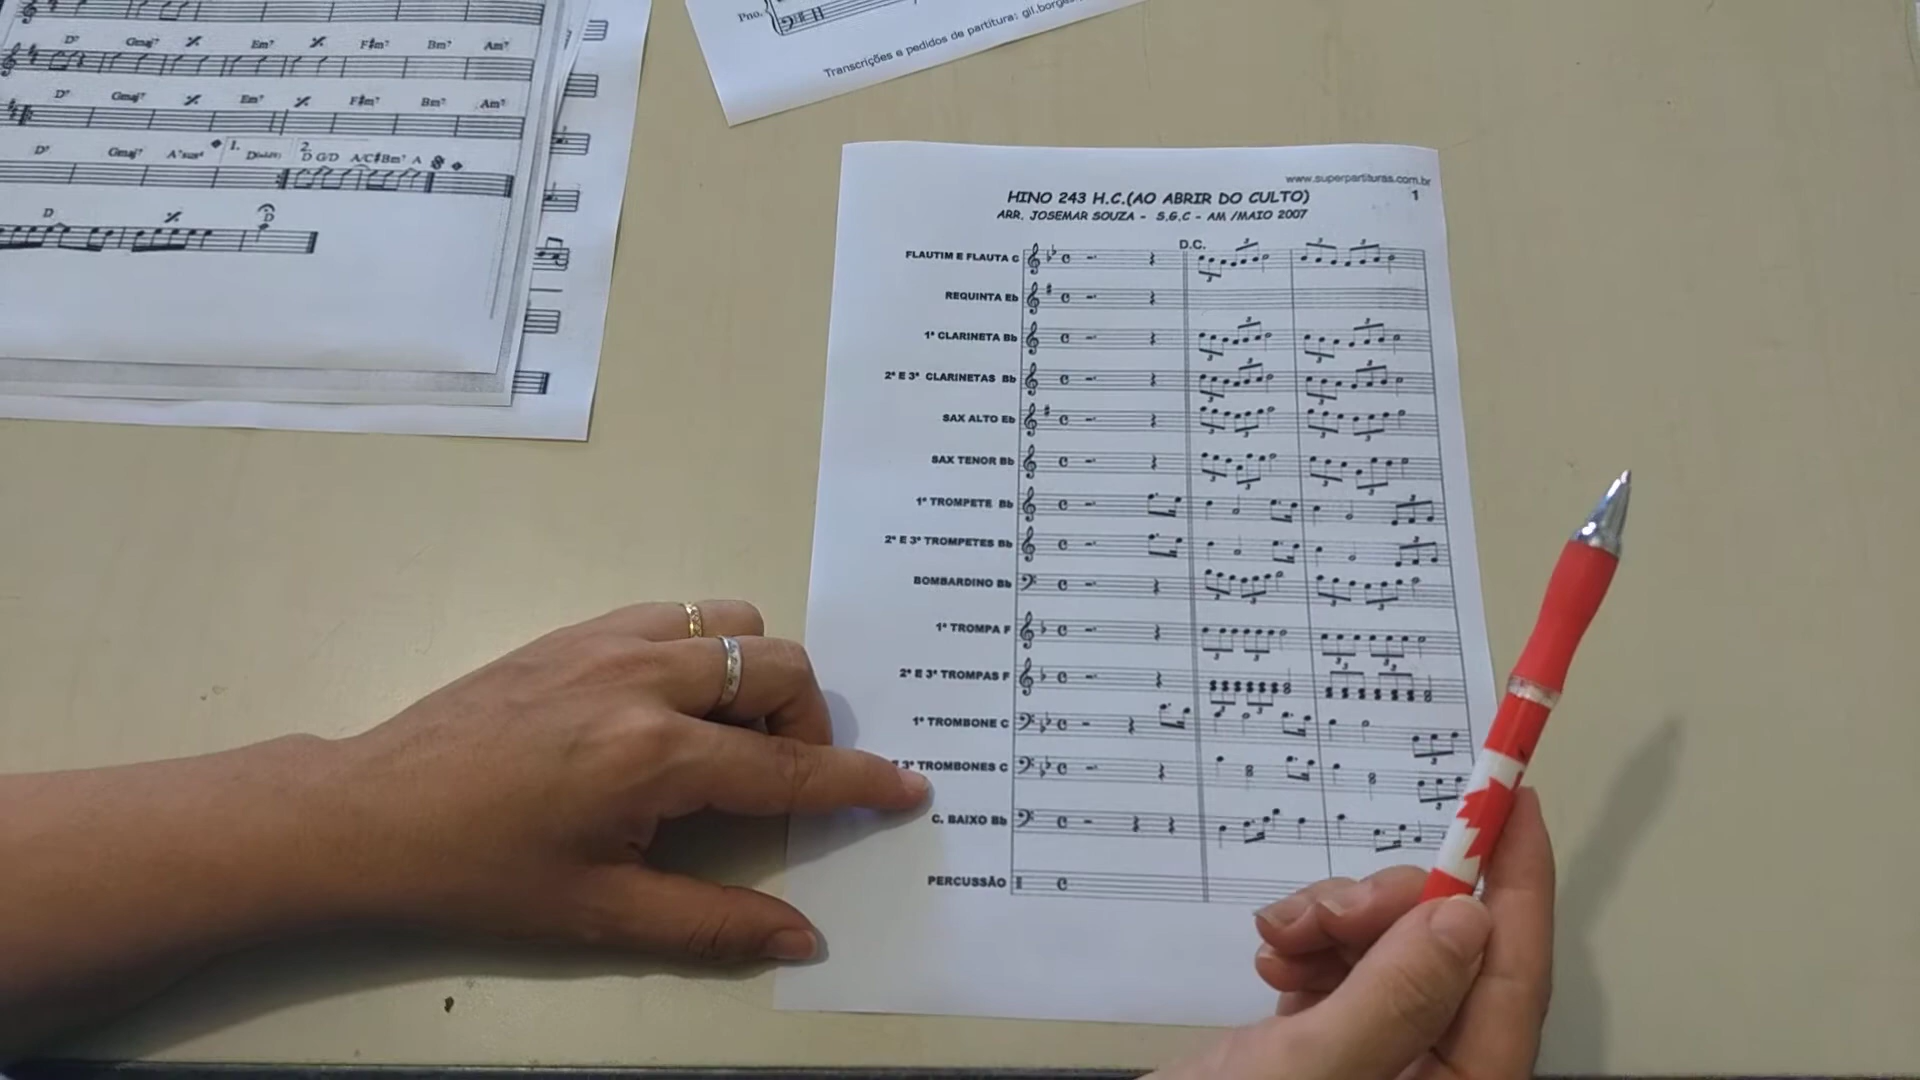 D⁷ Gmaj⁷ Em⁷ F#m⁷ Bm⁷ Am⁷
D⁷ Gmaj⁷ Em⁷ F#m⁷ Bm⁷ Am⁷
D⁷ Gmaj⁷ A⁷sus⁴ 1. 2. D G/D A/C# Bm⁷ A
D D
Pno.
Transcrições e pedidos de partitura:
www.superpartituras.com.br
HINO 243 H.C.(AO ABRIR DO CULTO)
1
ARR. JOSEMAR SOUZA - S.G.C - AM /MAIO 2007
D.C.
FLAUTIM E FLAUTA C
REQUINTA Eb
1ª CLARINETA Bb
2ª E 3ª CLARINETAS Bb
SAX ALTO Eb
SAX TENOR Bb
1º TROMPETE Bb
2º E 3º TROMPETES Bb
BOMBARDINO Bb
1ª TROMPA F
2ª E 3ª TROMPAS F
1º TROMBONE C
3º TROMBONES C
C. BAIXO Bb
PERCUSSÃO